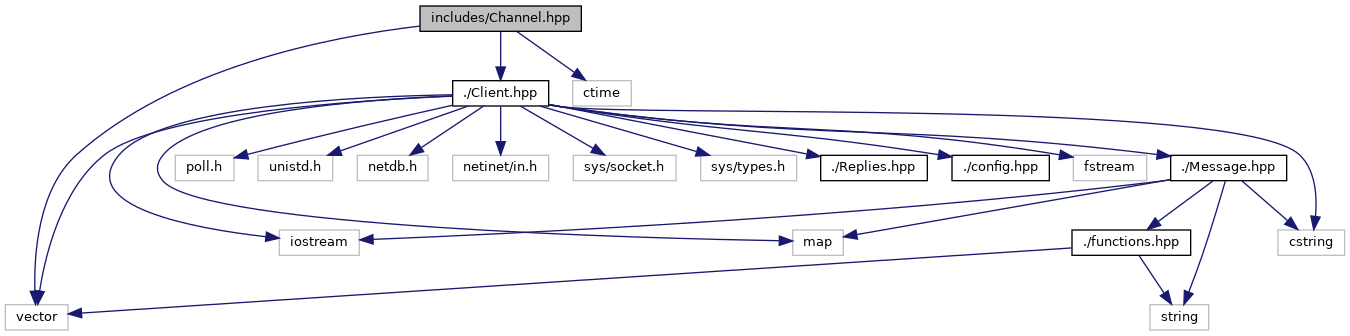 includes/Channel.hpp
./Client.hpp
ctime
poll.h
unistd.h
netdb.h
netinet/in.h
sys/socket.h
sys/types.h
./Replies.hpp
./config.hpp
fstream
./Message.hpp
iostream
map
./functions.hpp
cstring
vector
string